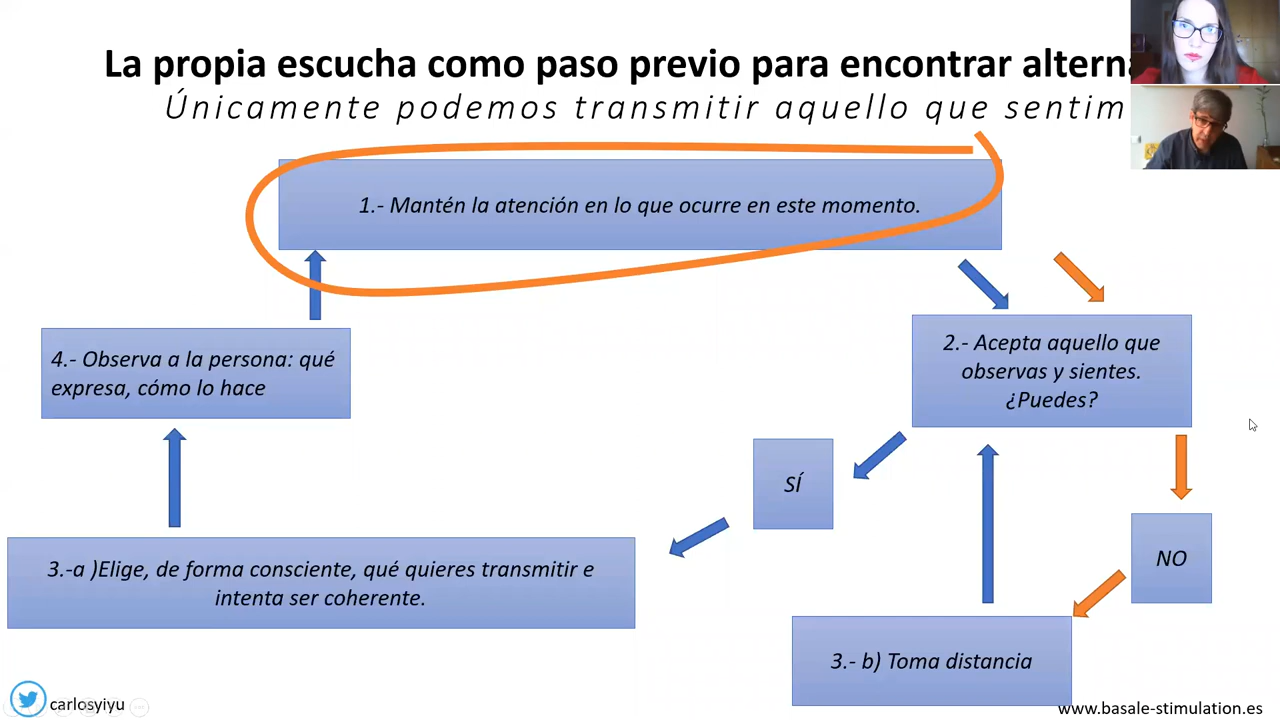 La propia escucha como paso previo para encontrar
Únicamente podemos transmitir aquello que
1.- Mantén la atención en lo que ocurre en este momento.
2.- Acepta aquello que
observas y sientes.
¿Puedes?
4.- Observa a la persona: qué
expresa, cómo lo hace
SÍ
NO
3.-a )Elige, de forma consciente, qué quieres transmitir e
intenta ser coherente.
3.- b) Toma distancia
carlosyiyu
www.basale-stimulation.es